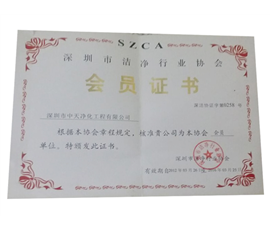 SZCA
深圳市洁净行业协会
会员证书
深圳市中天净化工程有限公司
根据本协会章程规定，核准贵公司为本协会 会员
单位，特颁发此证书。